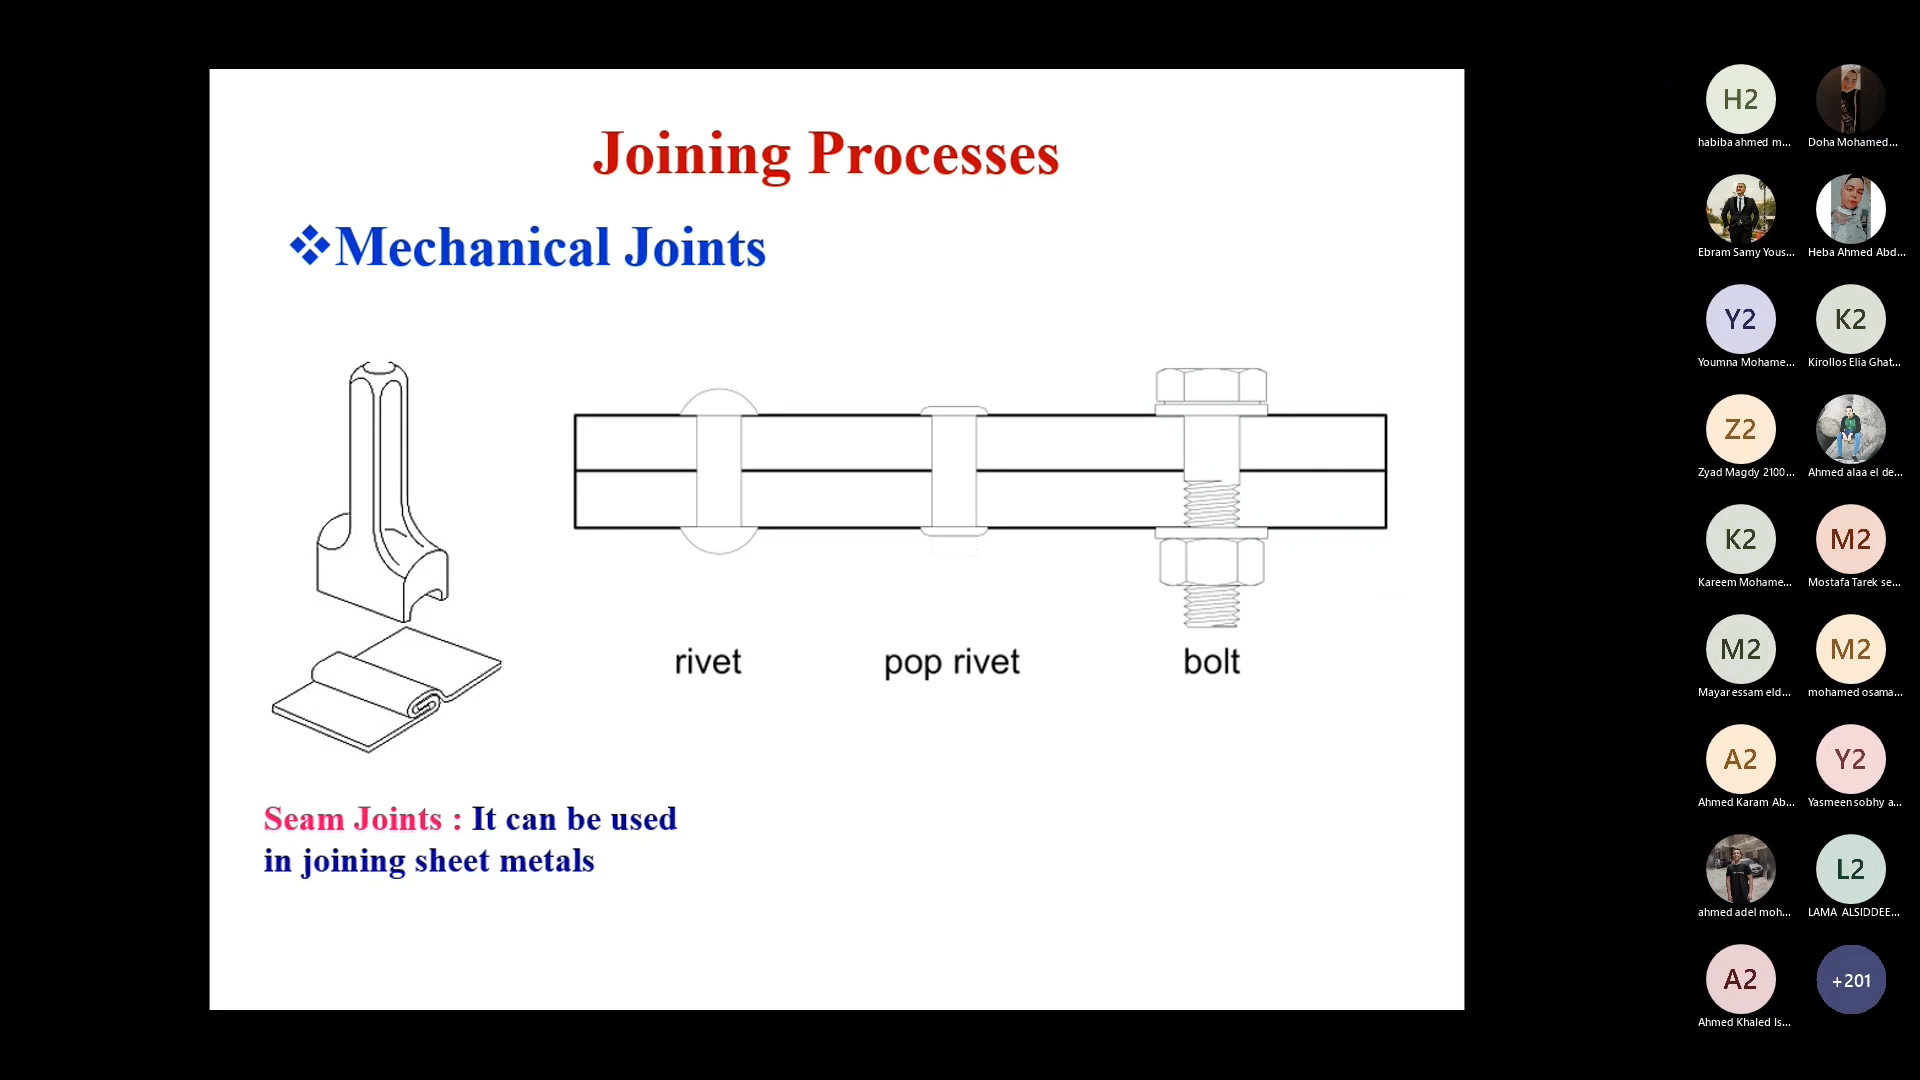 Joining Processes
❖Mechanical Joints
rivet
pop rivet
bolt
Seam Joints : It can be used
in joining sheet metals
H2
habiba ahmed m...
Doha Mohamed...
Ebram Samy Yous...
Heba Ahmed Abd...
Y2
Youmna Mohame...
K2
Kirollos Elia Ghat...
Z2
Zyad Magdy 2100...
Ahmed alaa el de...
K2
Kareem Mohame...
M2
Mostafa Tarek se...
M2
Mayar essam eld...
M2
mohamed osama...
A2
Ahmed Karam Ab...
Y2
Yasmeen sobhy a...
ahmed adel moh...
L2
LAMA ALSIDDEE...
A2
Ahmed Khaled Is...
+201